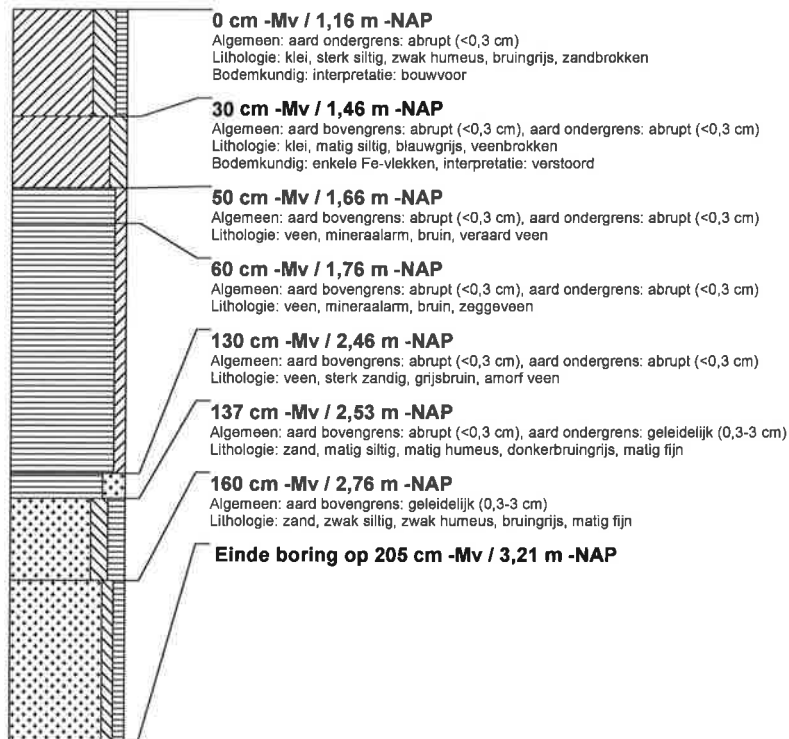 0 cm -Mv / 1,16 m -NAP
Algemeen: aard ondergrens: abrupt (<0,3 cm)
Lithologie: klei, sterk siltig, zwak humeus, bruingrijs, zandbrokken
Bodemkundig: interpretatie: bouwvoor
30 cm -Mv / 1,46 m -NAP
Algemeen: aard bovengrens: abrupt (<0,3 cm), aard ondergrens: abrupt (<0,3 cm)
Lithologie: klei, matig siltig, blauwgrijs, veenbrokken
Bodemkundig: enkele Fe-vlekken, interpretatie: verstoord
50 cm -Mv / 1,66 m -NAP
Algemeen: aard bovengrens: abrupt (<0,3 cm), aard ondergrens: abrupt (<0,3 cm)
Lithologie: veen, mineraalarm, bruin, veraard veen
60 cm -Mv / 1,76 m -NAP
Algemeen: aard bovengrens: abrupt (<0,3 cm), aard ondergrens: abrupt (<0,3 cm)
Lithologie: veen, mineraalarm, bruin, zeggeveen
130 cm -Mv / 2,46 m -NAP
Algemeen: aard bovengrens: abrupt (<0,3 cm), aard ondergrens: abrupt (<0,3 cm)
Lithologie: veen, sterk zandig, grijsbruin, amorf veen
137 cm -Mv / 2,53 m -NAP
Algemeen: aard bovengrens: abrupt (<0,3 cm), aard ondergrens: geleidelijk (0,3-3 cm)
Lithologie: zand, matig siltig, matig humeus, donkerbruingrijs, matig fijn
160 cm -Mv / 2,76 m -NAP
Algemeen: aard bovengrens: geleidelijk (0,3-3 cm)
Lithologie: zand, zwak siltig, zwak humeus, bruingrijs, matig fijn
Einde boring op 205 cm -Mv / 3,21 m -NAP